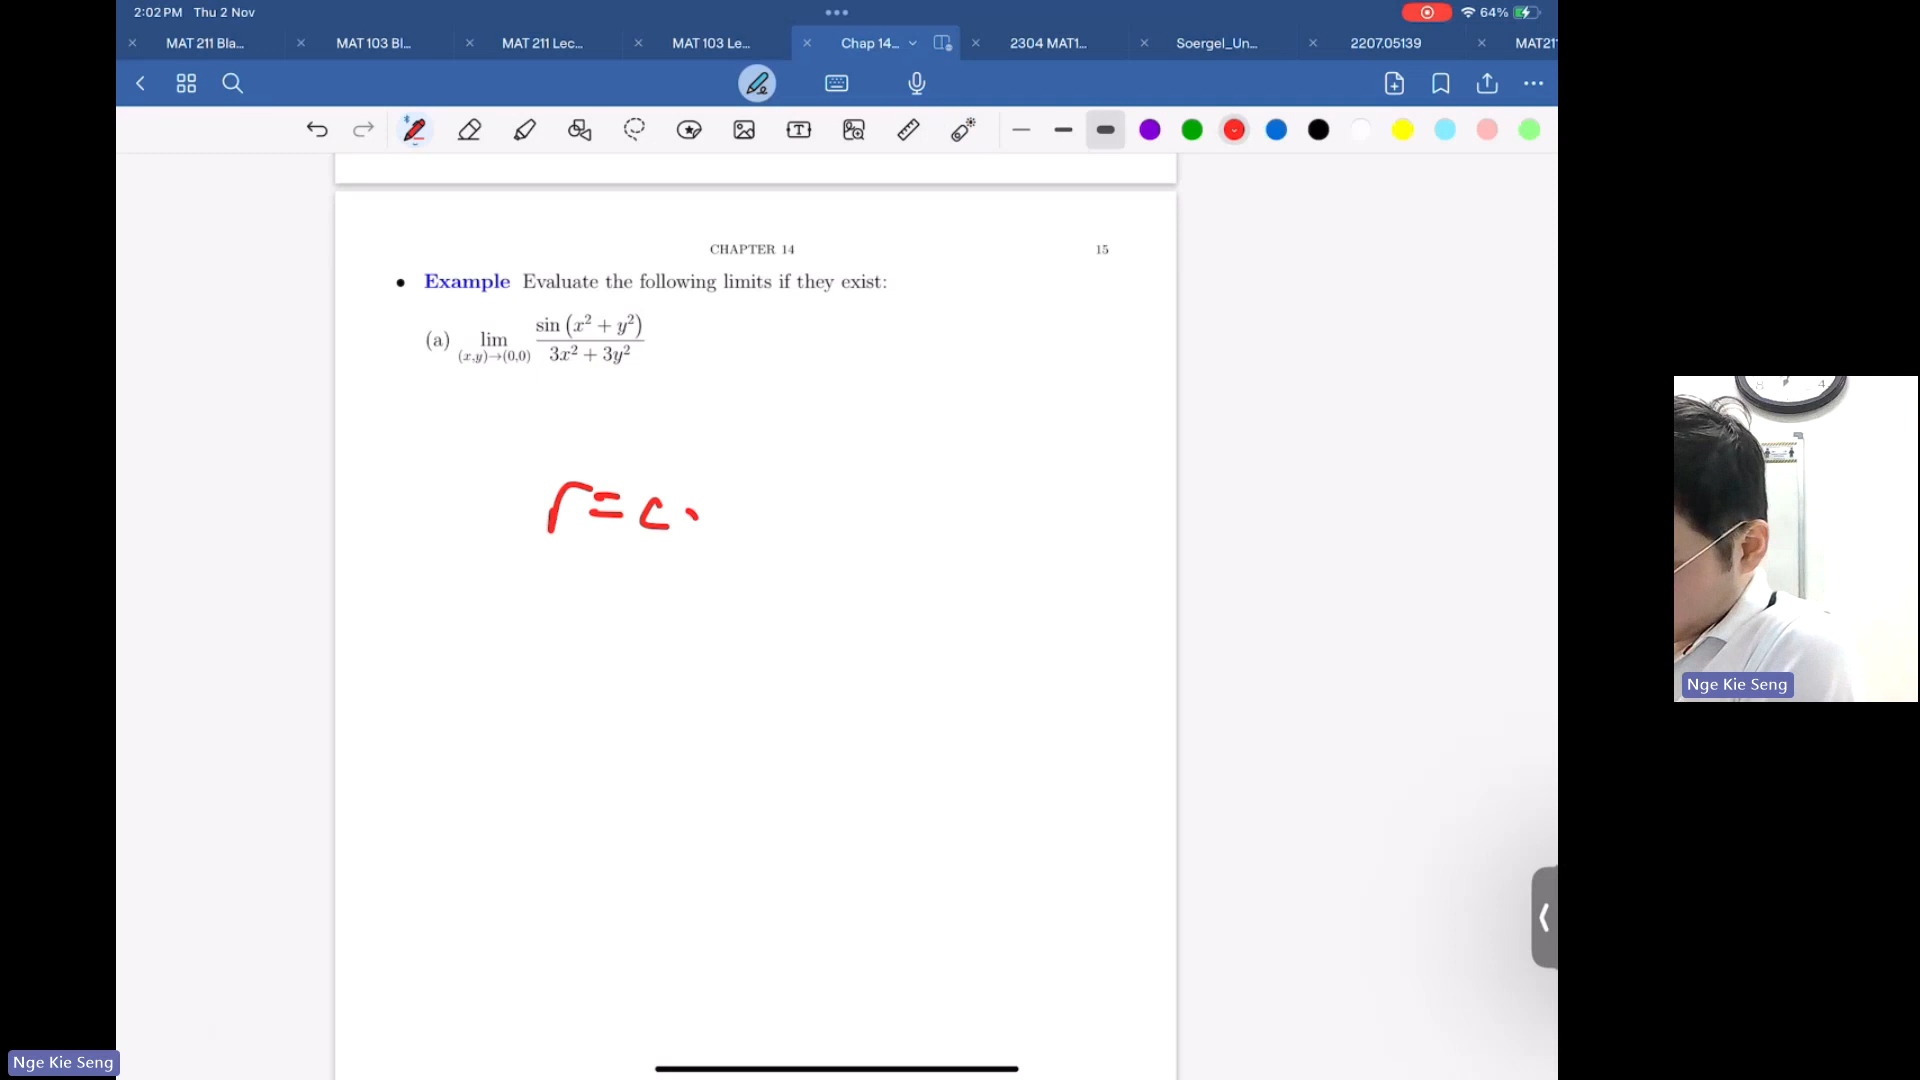 2:02 PM Thu 2 Nov
64%
MAT 211 Bla...
MAT 103 Bl...
MAT 211 Lec...
MAT 103 Le...
Chap 14...
2304 MAT1...
Soergel_Un...
2207.05139
MAT21
CHAPTER 14
15
• Example Evaluate the following limits if they exist:
(a) lim (x,y)→(0,0) sin (x² + y²) / 3x² + 3y²
r = c
Nge Kie Seng
Nge Kie Seng